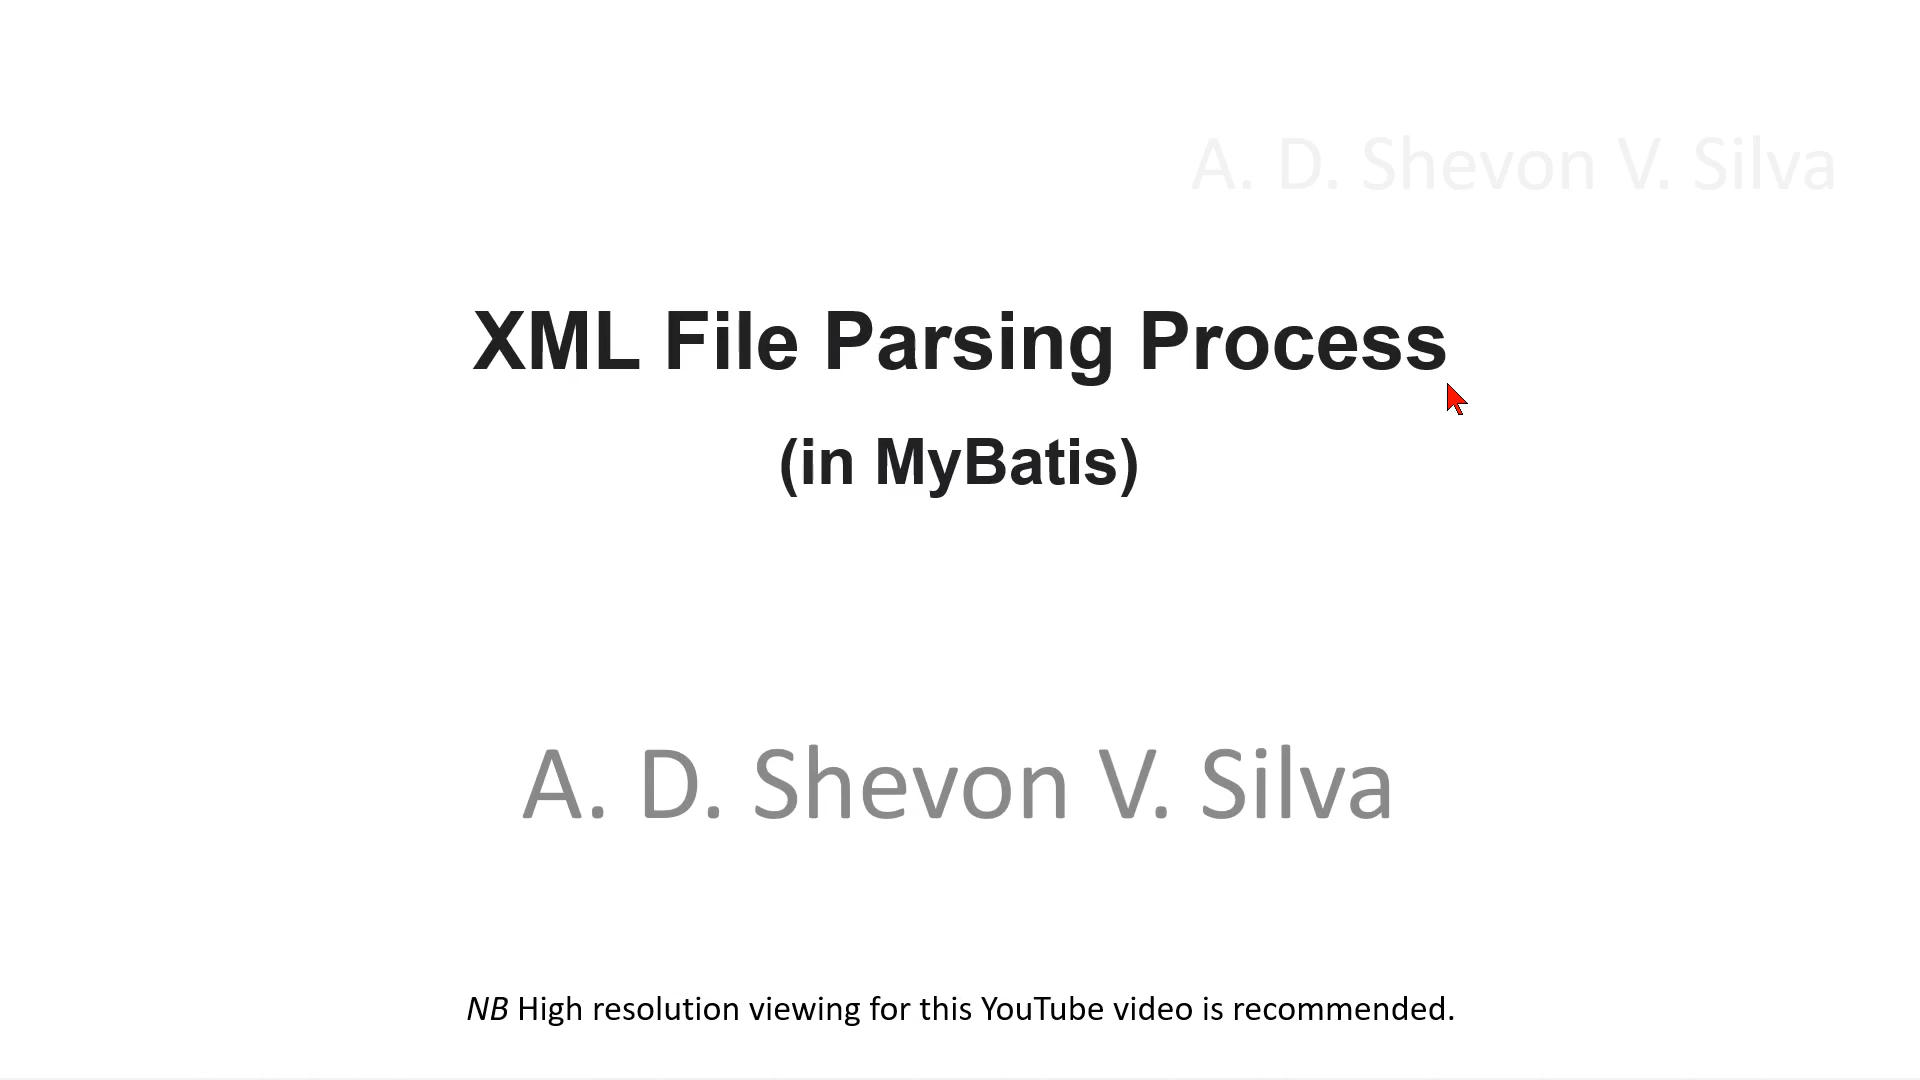 A. D. Shevon V. Silva
XML File Parsing Process
(in MyBatis)
A. D. Shevon V. Silva
NB High resolution viewing for this YouTube video is recommended.